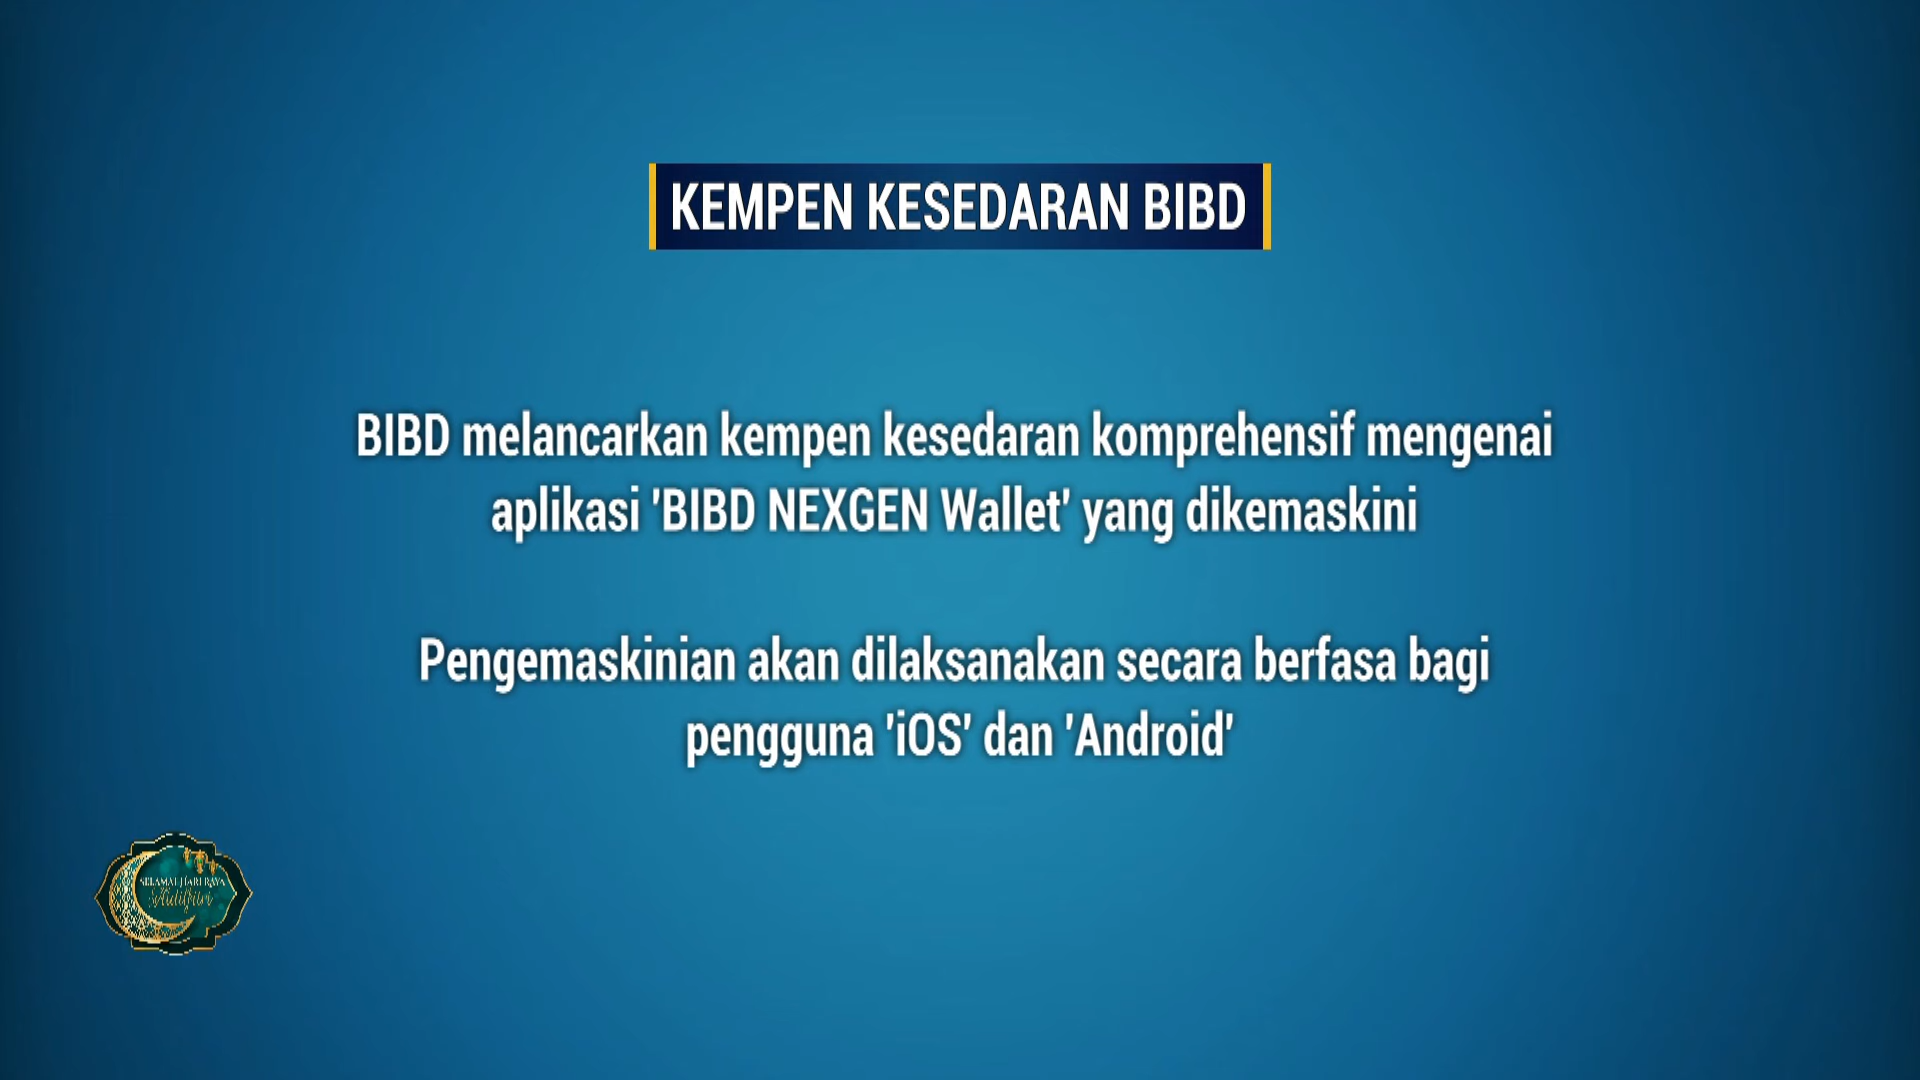 KEMPEN KESEDARAN BIBD
BIBD melancarkan kempen kesedaran komprehensif mengenai
aplikasi 'BIBD NEXGEN Wallet' yang dikemaskini
Pengemaskinian akan dilaksanakan secara berfasa bagi
pengguna 'iOS' dan 'Android'
SELAMAT HARI RAYA
Aidilfitri